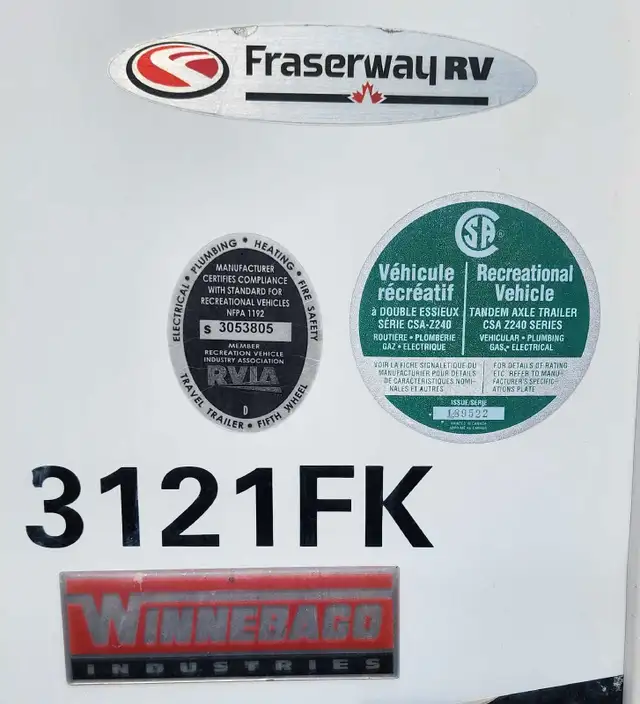 Fraserway RV
ELECTRICAL • PLUMBING • HEATING • FIRE SAFETY
MANUFACTURER
CERTIFIES COMPLIANCE
WITH STANDARD FOR
RECREATIONAL VEHICLES
NFPA 1192
S 3053805
MEMBER
RECREATION VEHICLE
INDUSTRY ASSOCIATION
RVIA
D
TRAVEL TRAILER • FIFTH WHEEL
CSA
Véhicule
récréatif
à DOUBLE ESSIEUX
SÉRIE CSA-Z240
ROUTIÈRE • PLOMBERIE
GAZ • ÉLECTRIQUE
Recreational
Vehicle
TANDEM AXLE TRAILER
CSA Z240 SERIES
VEHICULAR • PLUMBING
GAS • ELECTRICAL
VOIR LA FICHE SIGNALÉTIQUE DU
MANUFACTURIER POUR DÉTAILS
DE CARACTÉRISTIQUES NOMI-
NALES ET AUTRES
FOR DETAILS OF RATING
ETC. REFER TO MANU-
FACTURER'S SPECIFIC-
ATIONS PLATE
ISSUE/SÉRIE
189522
3121FK
WINNEBAGO
INDUSTRIES